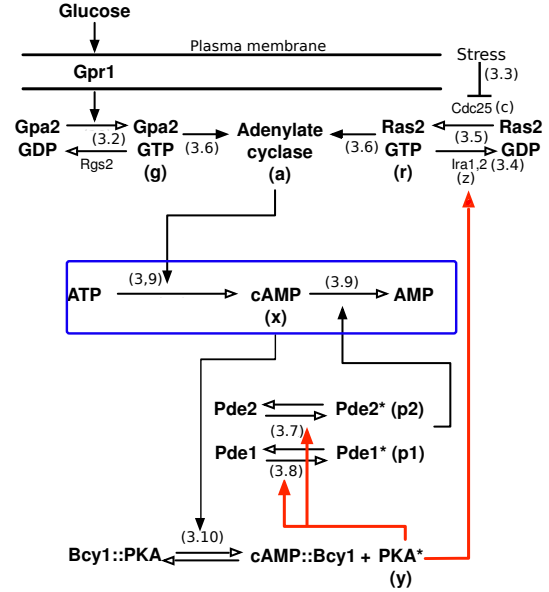 Glucose
Plasma membrane
Gpr1
Stress
(3.3)
Cdc25 (c)
Gpa2 (3.2) Gpa2 Adenylate Ras2 (3.5) Ras2
GDP Rgs2 GTP (3.6) cyclase (3.6) GTP Ira1,2 (3.4) GDP
(g) (a) (r) (z)
(3,9) (3.9)
ATP cAMP AMP
(x)
Pde2 Pde2* (p2)
(3.7)
Pde1 Pde1* (p1)
(3.8)
(3.10)
Bcy1::PKA cAMP::Bcy1 + PKA*
(y)